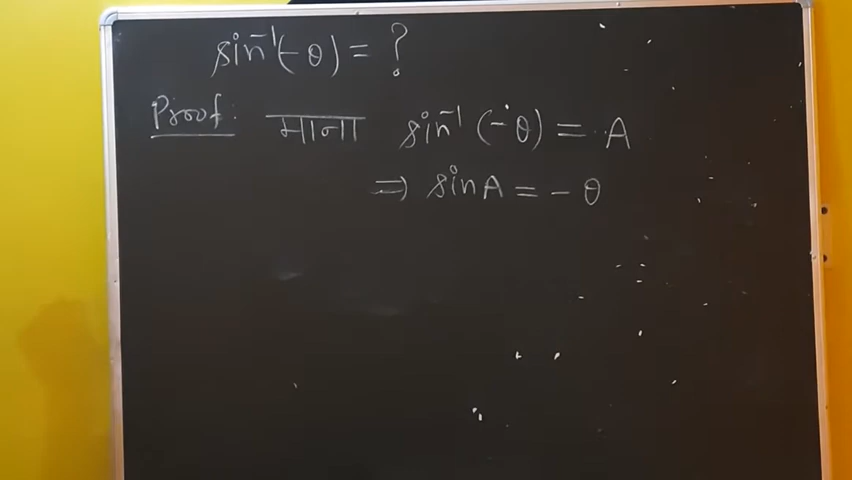 sin⁻¹(-θ) = ?
Proof: माना sin⁻¹(-θ) = A
⇒ sinA = - θ